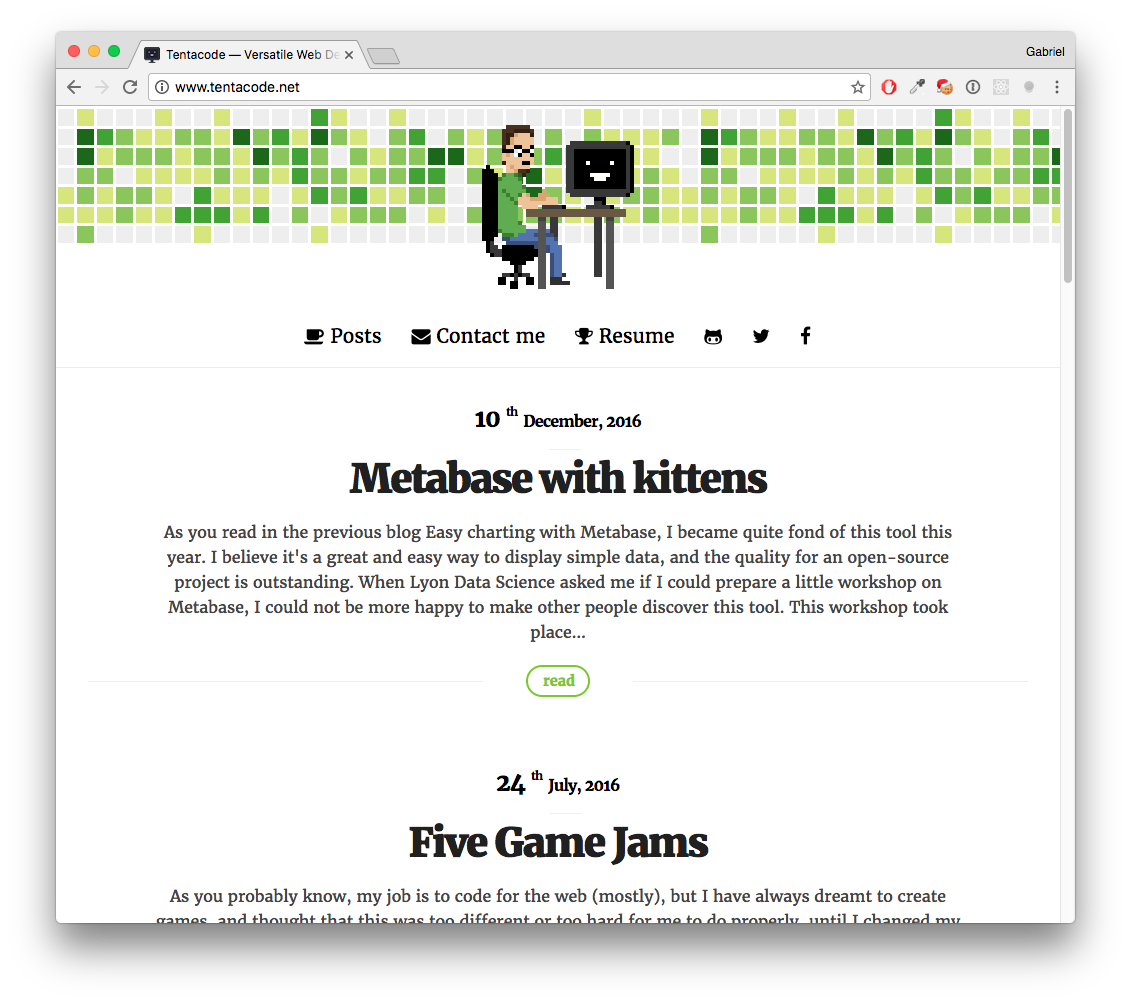 Tentacode — Versatile Web De
Gabriel
www.tentacode.net
Posts
Contact me
Resume
10 th December, 2016
Metabase with kittens
As you read in the previous blog Easy charting with Metabase, I became quite fond of this tool this
year. I believe it's a great and easy way to display simple data, and the quality for an open-source
project is outstanding. When Lyon Data Science asked me if I could prepare a little workshop on
Metabase, I could not be more happy to make other people discover this tool. This workshop took
place...
read
24 th July, 2016
Five Game Jams
As you probably know, my job is to code for the web (mostly), but I have always dreamt to create
games, and thought that this was too different or too hard for me to do properly, until I changed my